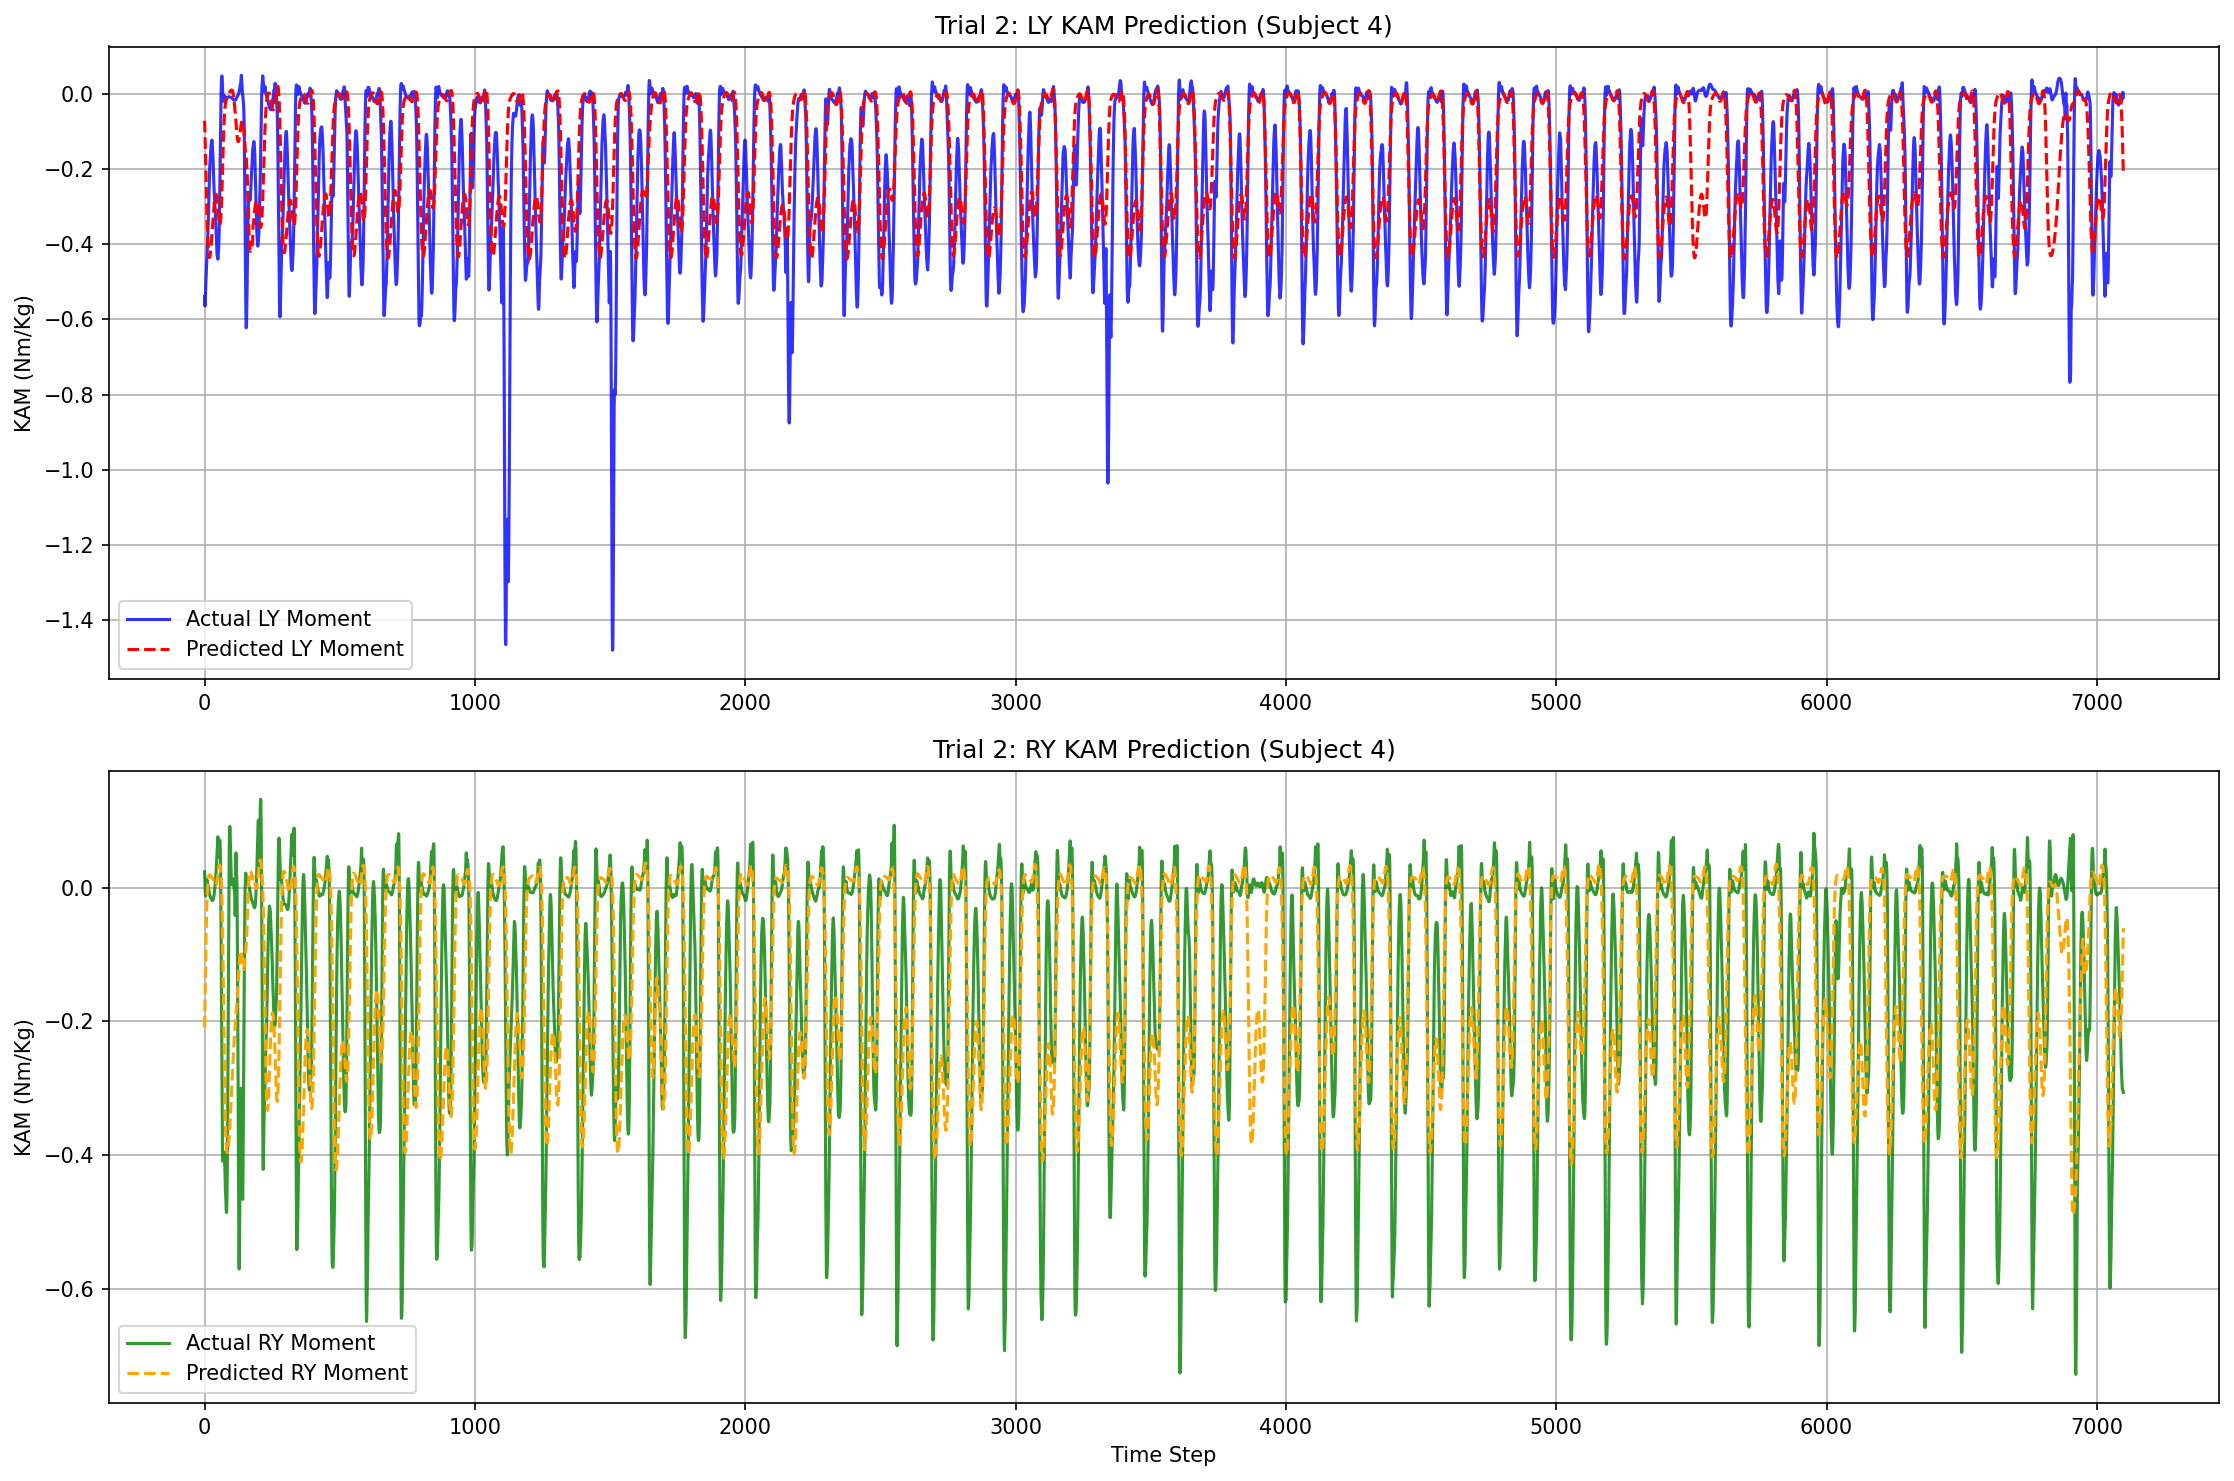 Trial 2: LY KAM Prediction (Subject 4)
KAM (Nm/Kg)
0.0
−0.2
−0.4
−0.6
−0.8
−1.0
−1.2
−1.4
Actual LY Moment
Predicted LY Moment
0 1000 2000 3000 4000 5000 6000 7000
Trial 2: RY KAM Prediction (Subject 4)
KAM (Nm/Kg)
0.0
−0.2
−0.4
−0.6
Actual RY Moment
Predicted RY Moment
0 1000 2000 3000 4000 5000 6000 7000
Time Step